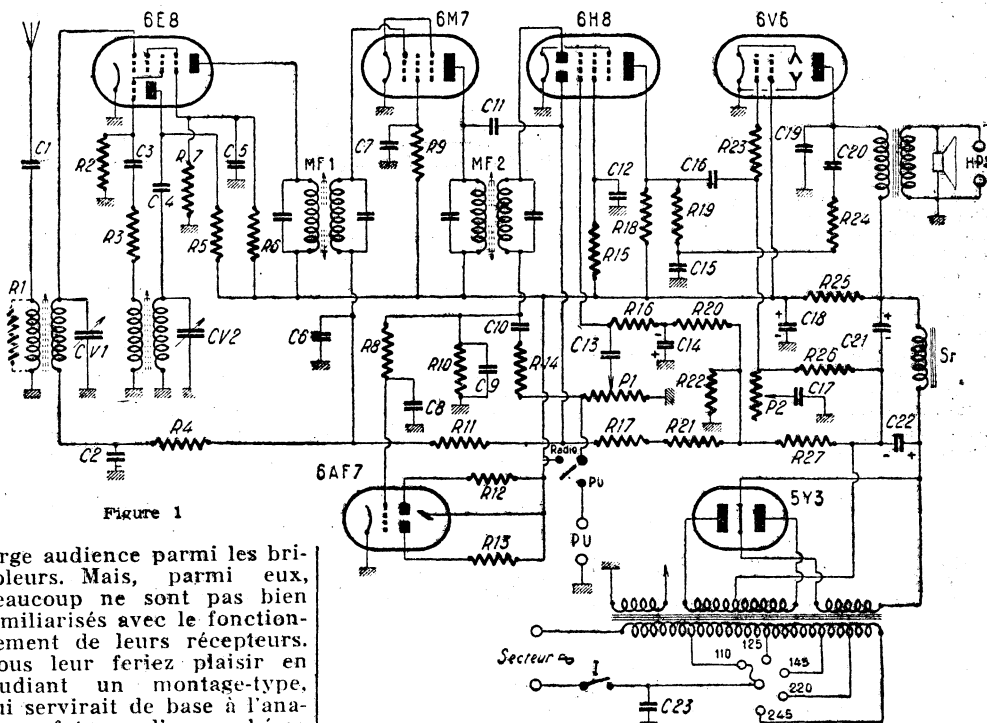 6E8
6M7
6H8
6V6
C1
R2
C3
C4
R7
C5
R3
R5
R6
MF1
C7
R9
C11
MF2
C12
R18
R15
C16
R19
C15
R23
C19
C20
R24
HPS
R1
CV1
CV2
C6
R8
R10
C9
C8
C10
R14
C13
R16
C14
R20
R22
P1
P2
C17
R25
C18
C21
R26
Sr
C2
R4
R11
R17
R21
R27
C22
Radio
PU
PU
6AF7
R12
R13
5Y3
Secteur
I
C23
110
125
145
220
245
Figure 1
rge audience parmi les bri-
oleurs. Mais, parmi eux,
eaucoup ne sont pas bien
miliarisés avec le fonction-
ement de leurs récepteurs.
ous leur feriez plaisir en
udiant un montage-type,
ui servirait de base à l'ana-